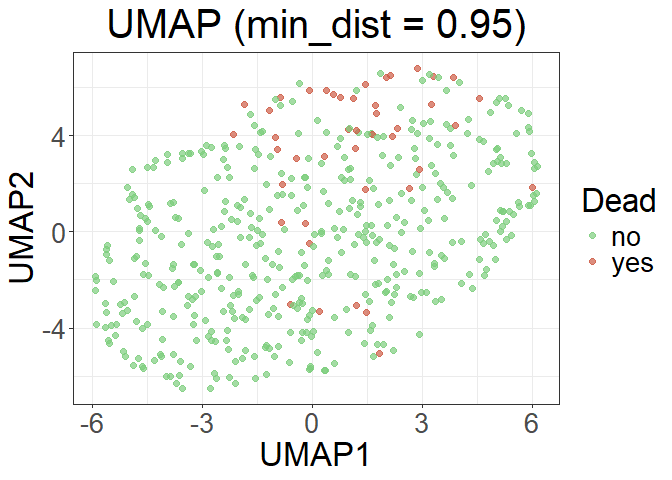 UMAP (min_dist = 0.95)
UMAP2
4
0
-4
-6
-3
0
3
6
UMAP1
Dead
no
yes